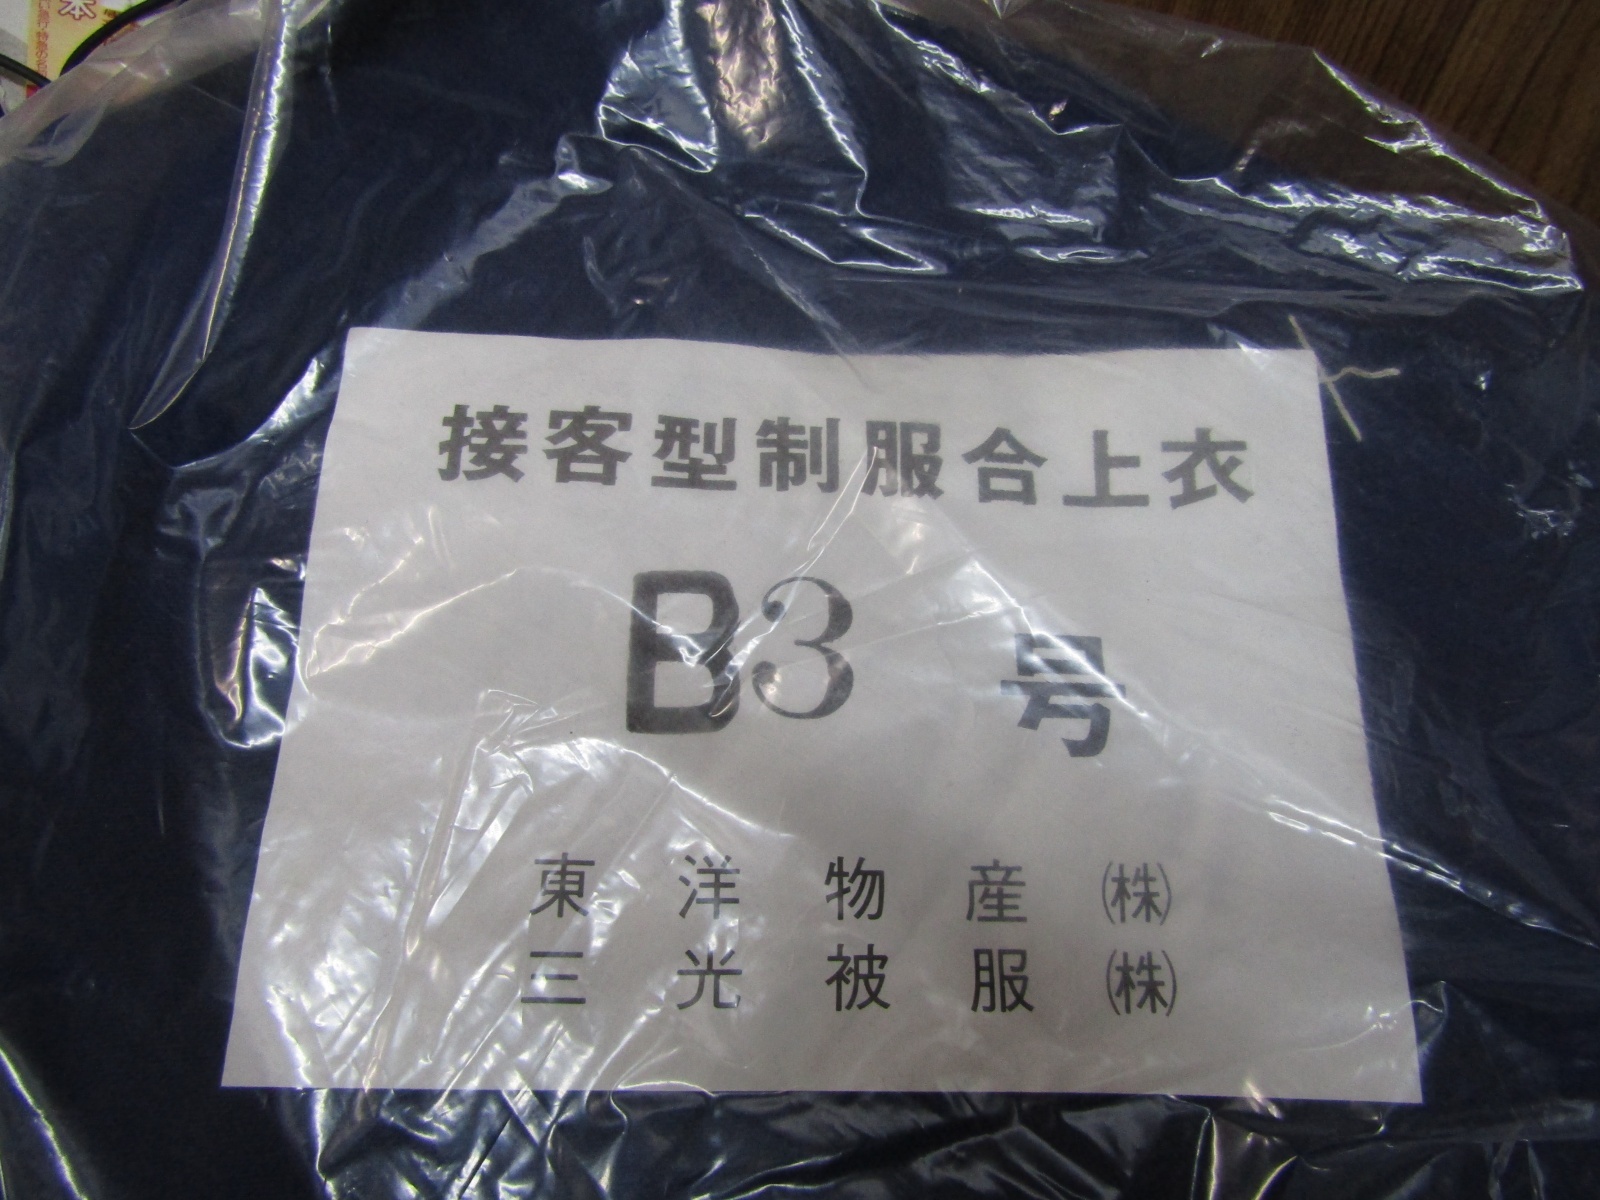 本
接客型制服合上衣
B3 号
東洋物産㈱
三光被服㈱